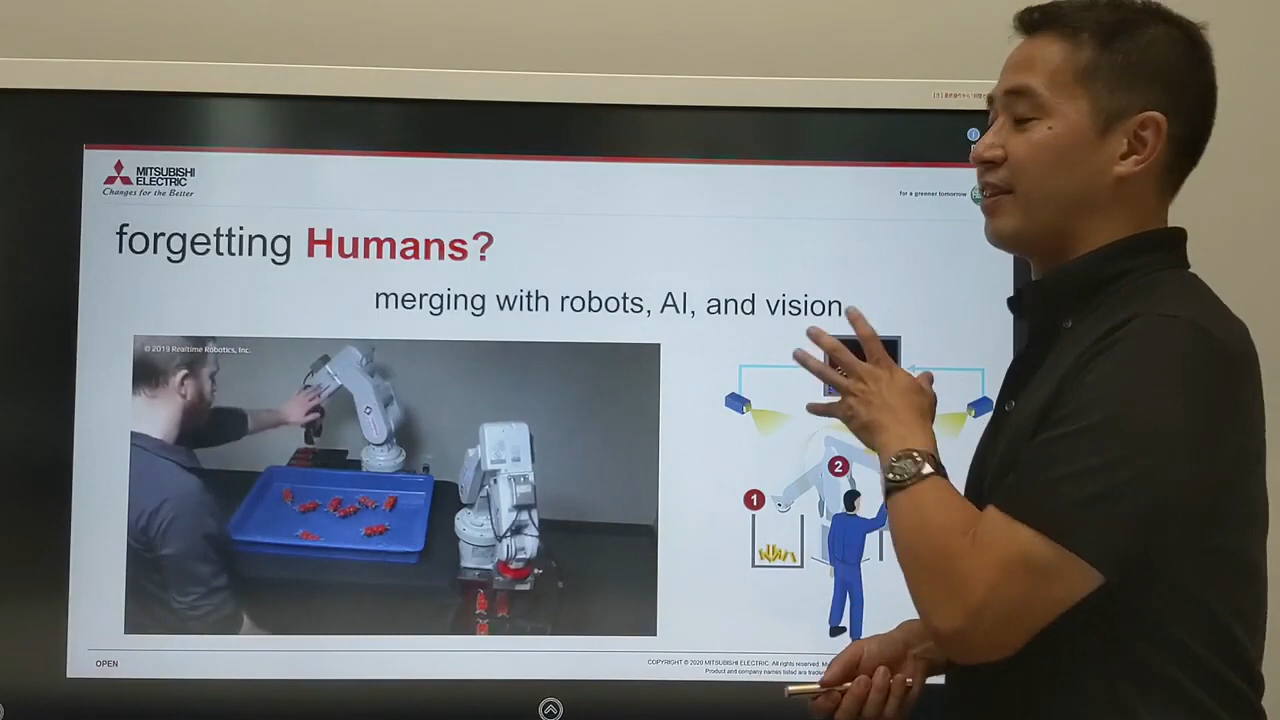 MITSUBISHI
ELECTRIC
Changes for the Better
for a greener tomorrow
forgetting Humans?
merging with robots, AI, and vision
© 2019 Realtime Robotics, Inc.
1
2
OPEN
COPYRIGHT © 2020 MITSUBISHI ELECTRIC. All rights reserved.
Product and company names listed are